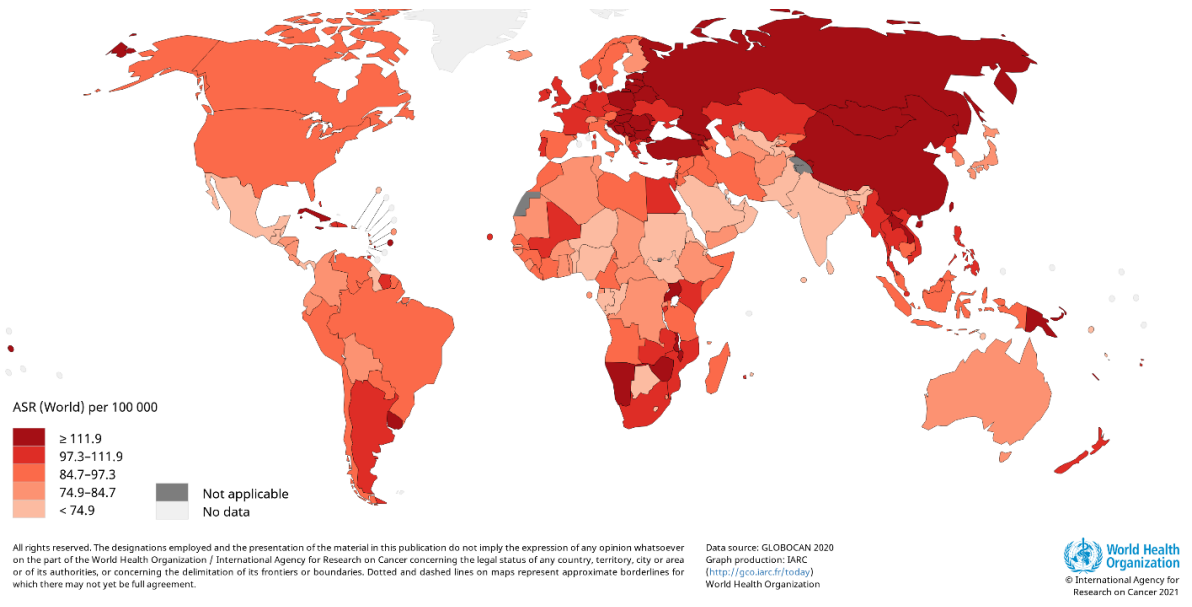 ASR (World) per 100 000
≥ 111.9
97.3–111.9
84.7–97.3
74.9–84.7
< 74.9
Not applicable
No data
All rights reserved. The designations employed and the presentation of the material in this publication do not imply the expression of any opinion whatsoever
on the part of the World Health Organization / International Agency for Research on Cancer concerning the legal status of any country, territory, city or area
or of its authorities, or concerning the delimitation of its frontiers or boundaries. Dotted and dashed lines on maps represent approximate borderlines for
which there may not yet be full agreement.
Data source: GLOBOCAN 2020
Graph production: IARC
(http://gco.iarc.fr/today)
World Health Organization
World Health
Organization
© International Agency for
Research on Cancer 2021